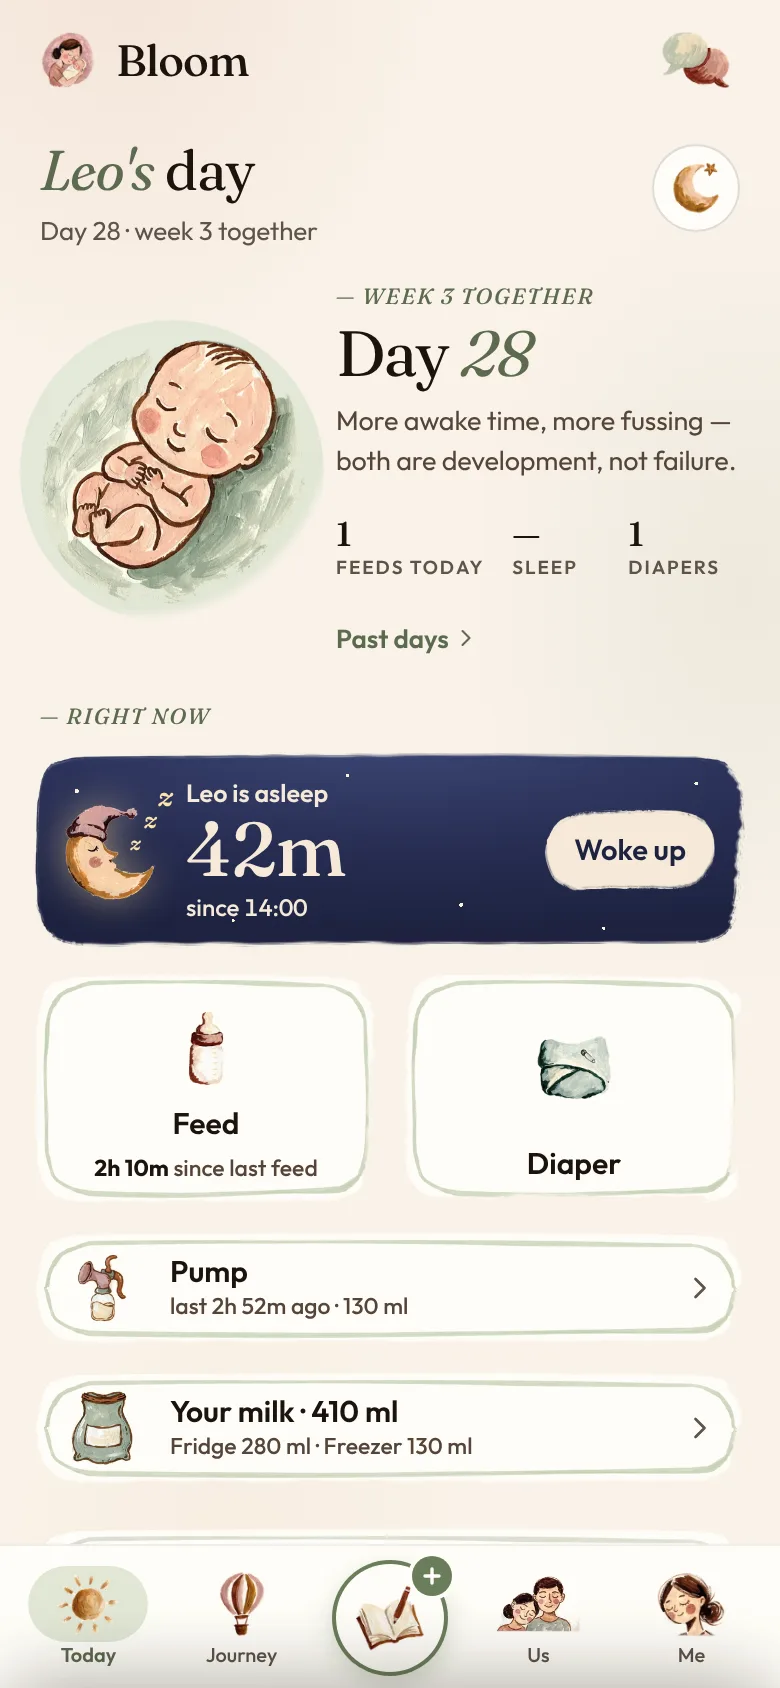 Bloom
Leo's day
Day 28 · week 3 together
— WEEK 3 TOGETHER
Day 28
More awake time, more fussing —
both are development, not failure.
1 — 1
FEEDS TODAY SLEEP DIAPERS
Past days
— RIGHT NOW
z
z
z
Leo is asleep
42m
since 14:00
Woke up
Feed
2h 10m since last feed
Diaper
Pump
last 2h 52m ago · 130 ml
Your milk · 410 ml
Fridge 280 ml · Freezer 130 ml
Today
Journey
Us
Me